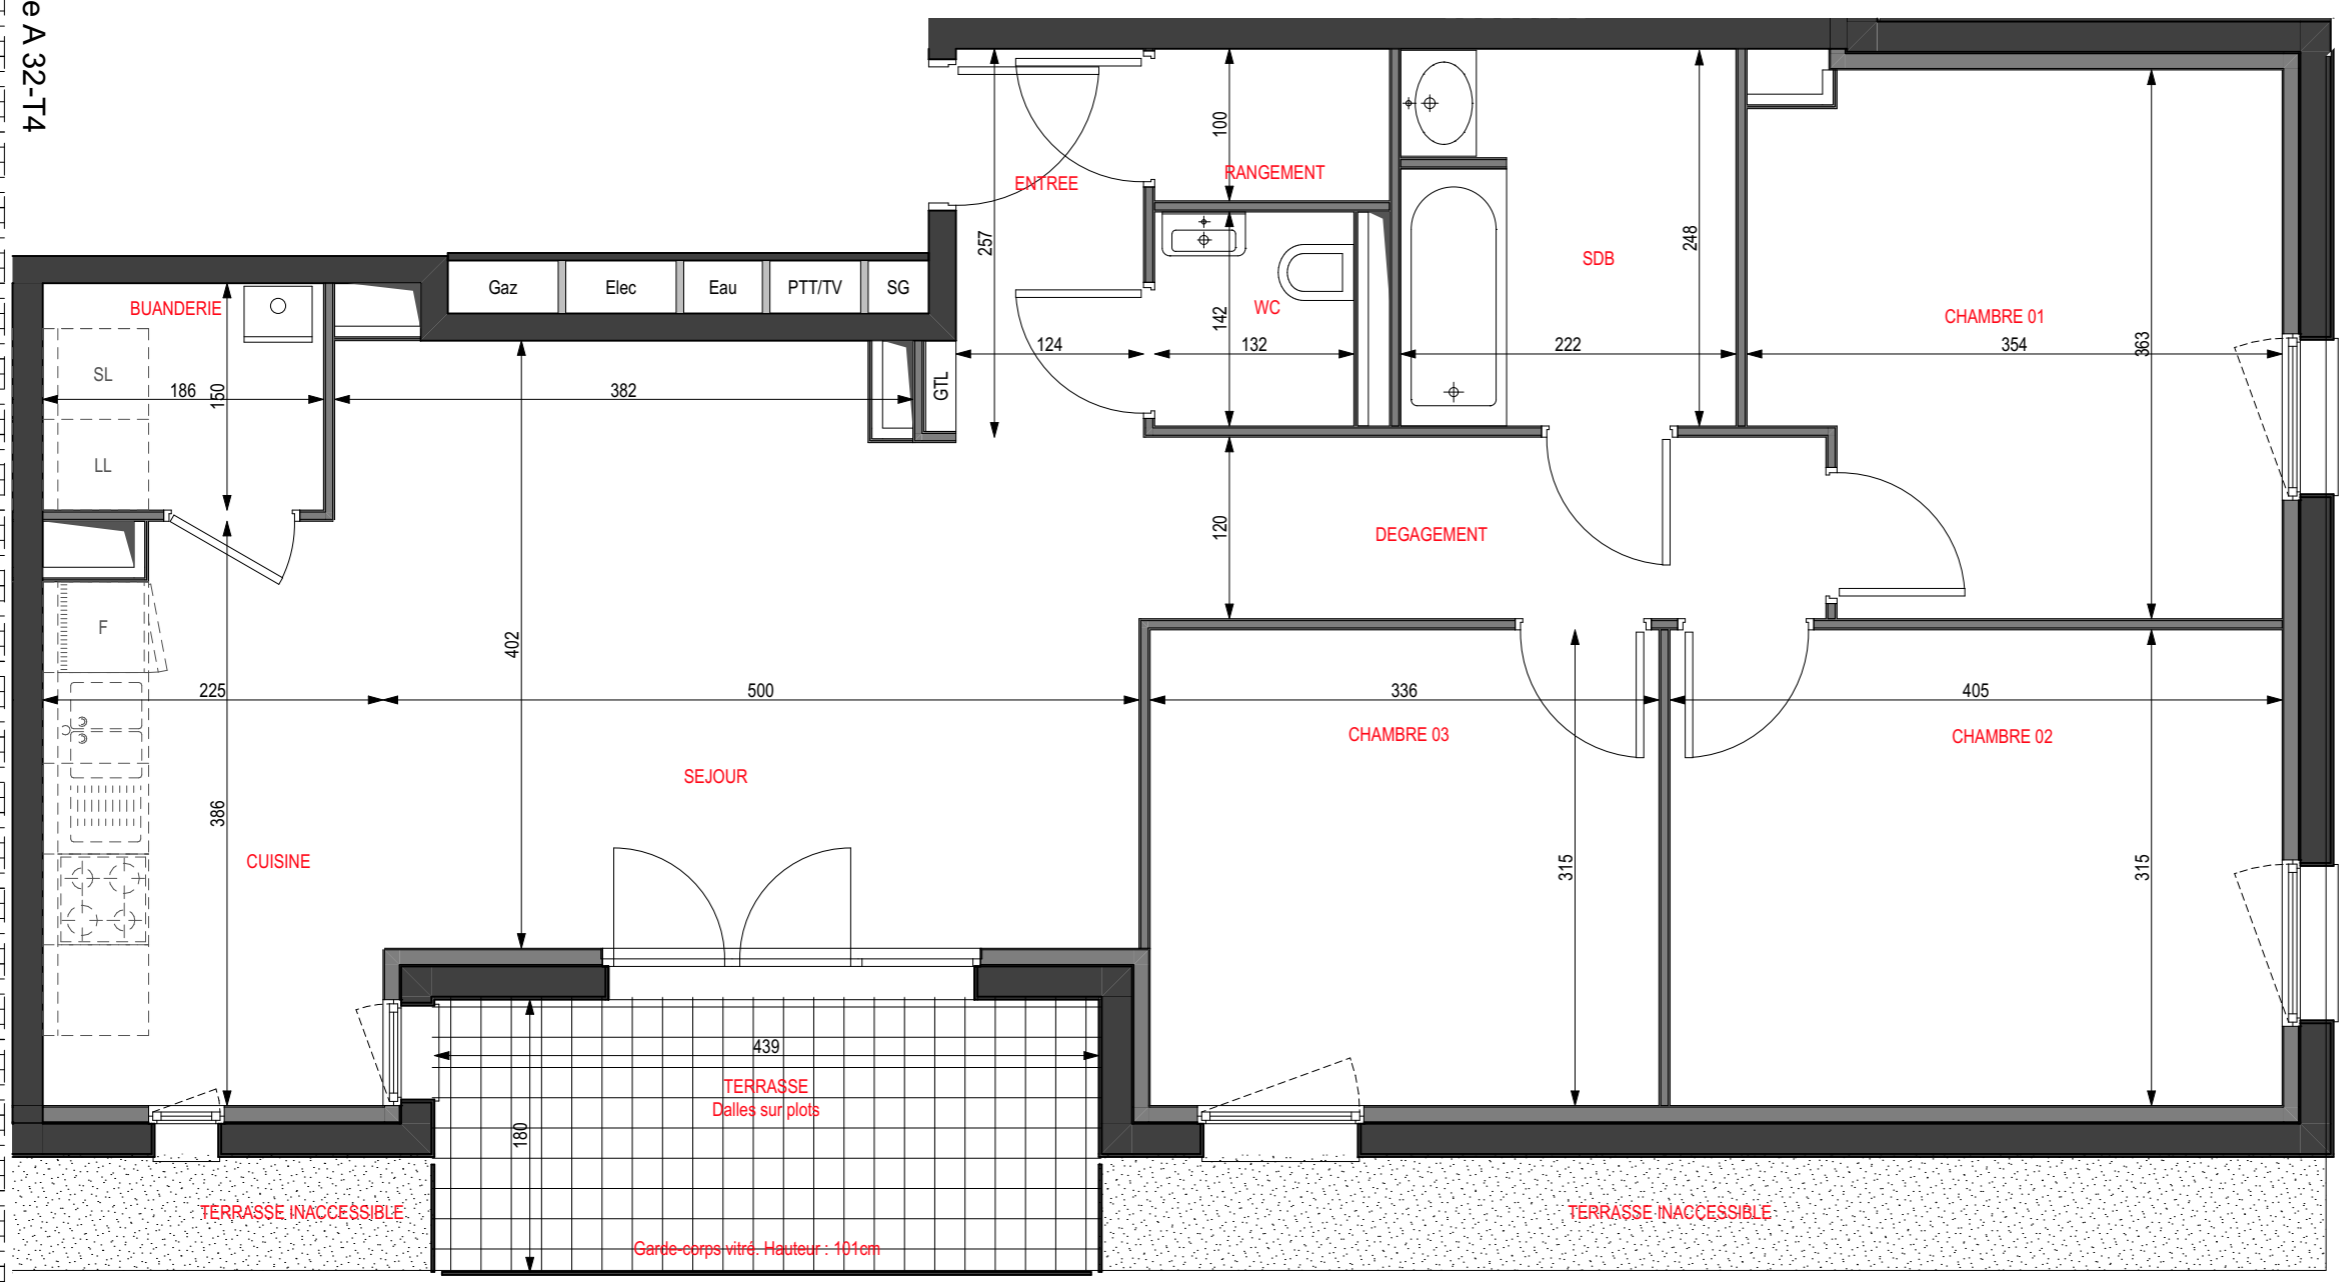 e A 32-T4
ENTREE
257
100
RANGEMENT
248
SDB
CHAMBRE 01
354
363
BUANDERIE
Gaz
Elec
Eau
PTT/TV
SG
GTL
124
142
WC
132
222
SL
186
150
382
LL
402
120
DEGAGEMENT
F
225
500
336
405
CHAMBRE 03
CHAMBRE 02
SEJOUR
386
CUISINE
315
315
439
TERRASSE
Dalles sur plots
180
TERRASSE INACCESSIBLE
TERRASSE INACCESSIBLE
Garde-corps vitré. Hauteur : 101cm